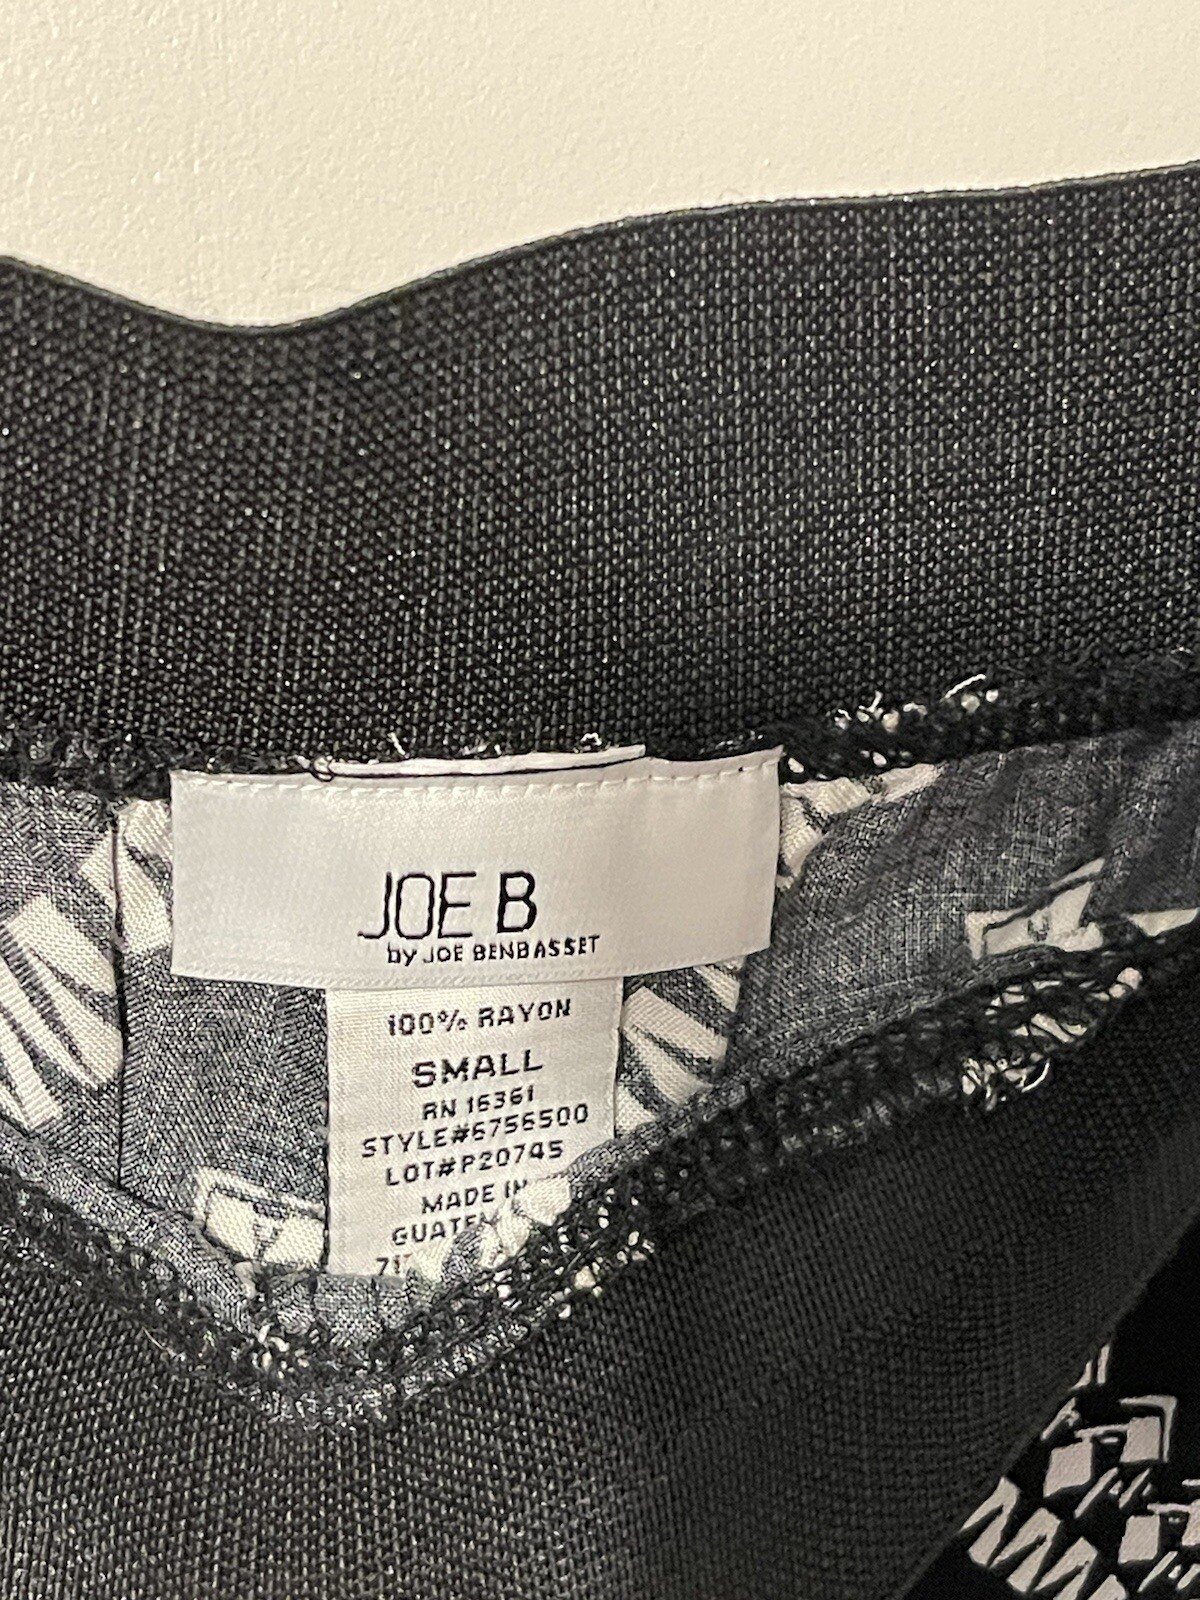 JOE B
by JOE BENBASSET
100% RAYON
SMALL
RN 16361
STYLE#6756500
LOT#P20745
MADE IN